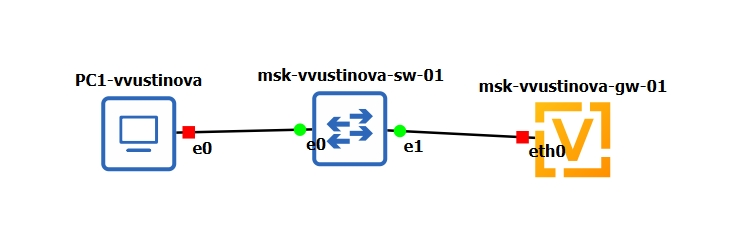 PC1-vvustinova
msk-vvustinova-sw-01
msk-vvustinova-gw-01
e0
e0
e1
eth0
V